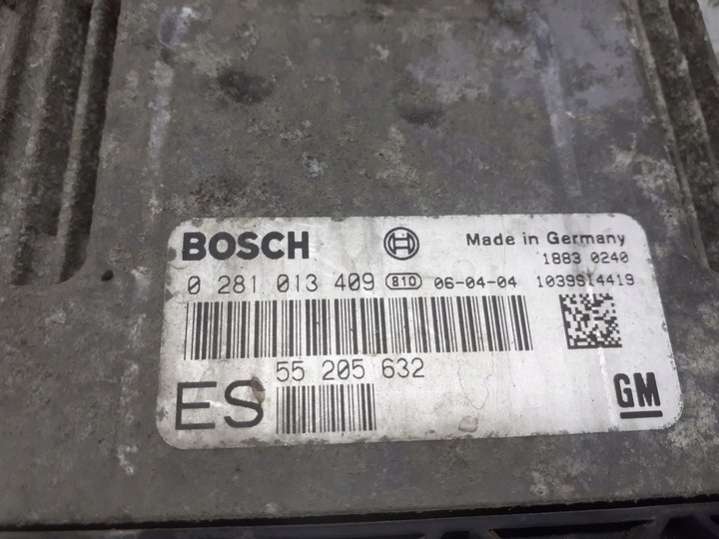 BOSCH Made in Germany
1883 0240
0 281 013 409 810 06-04-04 1039S14419
55 205 632
ES GM